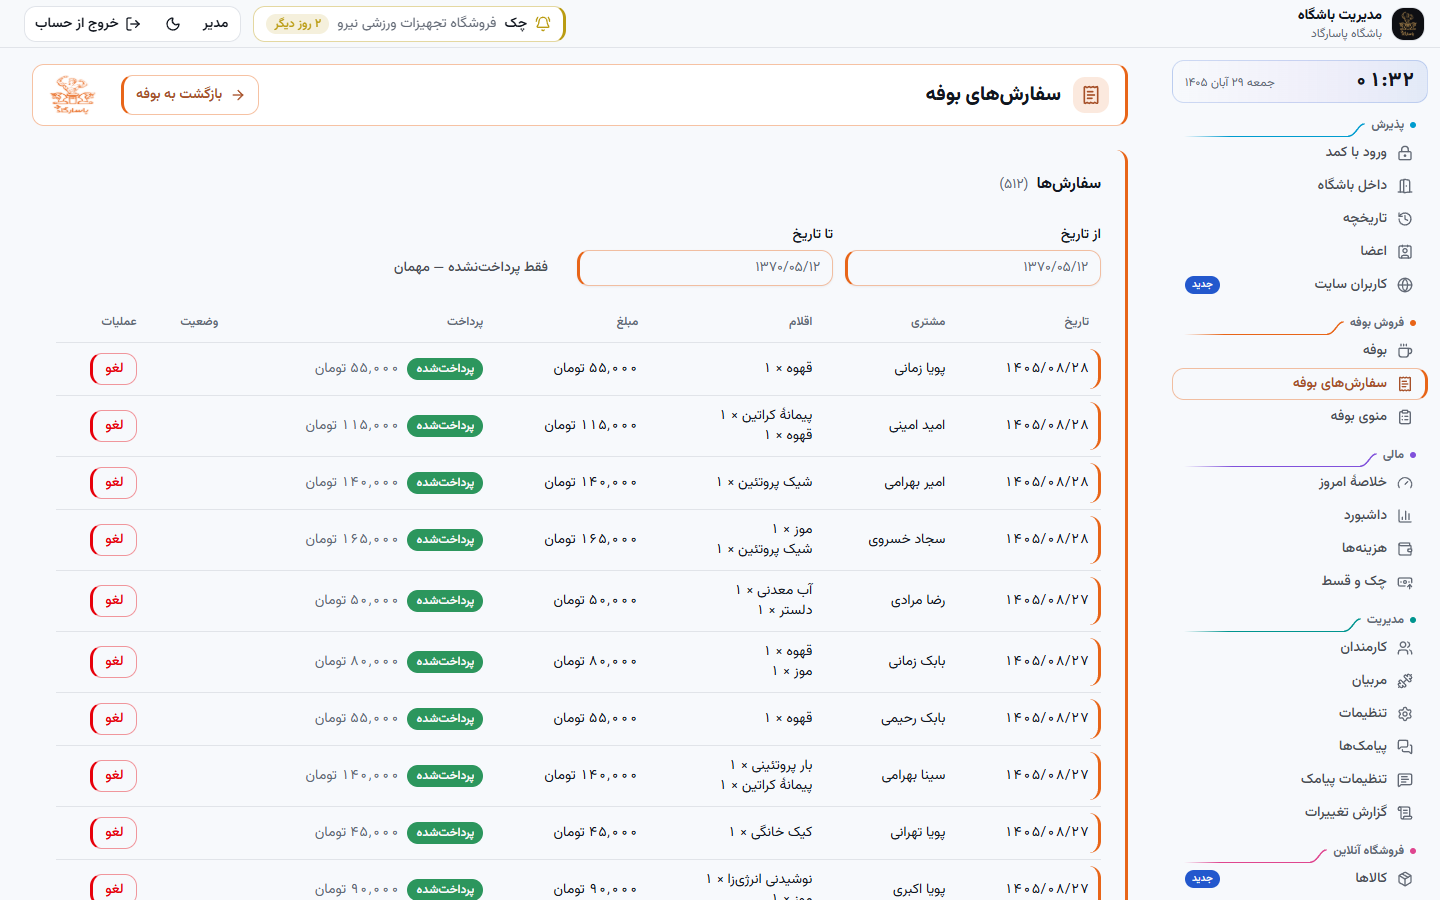 مدیریت باشگاه
باشگاه پاسارگاد
چک فروشگاه تجهیزات ورزشی نیرو ۲ روز دیگر
مدیر
خروج از حساب
۰۱:۳۲
جمعه ۲۹ آبان ۱۴۰۵
پذیرش
ورود با کمد
داخل باشگاه
تاریخچه
اعضا
کاربران سایت جدید
فروش بوفه
بوفه
سفارش‌های بوفه
منوی بوفه
مالی
خلاصهٔ امروز
داشبورد
هزینه‌ها
چک و قسط
مدیریت
کارمندان
مربیان
تنظیمات
پیامک‌ها
تنظیمات پیامک
گزارش تغییرات
فروشگاه آنلاین
کالاها جدید
سفارش‌های بوفه
بازگشت به بوفه
پاسارگاد
سفارش‌ها (۵۱۲)
از تاریخ
تا تاریخ
۱۳۷۰/۰۵/۱۲
۱۳۷۰/۰۵/۱۲
فقط پرداخت‌نشده — مهمان
تاریخ مشتری اقلام مبلغ پرداخت وضعیت عملیات
۱۴۰۵/۰۸/۲۸ پویا زمانی قهوه × ۱ ۵۵,۰۰۰ تومان پرداخت‌شده ۵۵,۰۰۰ تومان لغو
۱۴۰۵/۰۸/۲۸ امید امینی پیمانهٔ کراتین × ۱
قهوه × ۱ ۱۱۵,۰۰۰ تومان پرداخت‌شده ۱۱۵,۰۰۰ تومان لغو
۱۴۰۵/۰۸/۲۸ امیر بهرامی شیک پروتئین × ۱ ۱۴۰,۰۰۰ تومان پرداخت‌شده ۱۴۰,۰۰۰ تومان لغو
۱۴۰۵/۰۸/۲۸ سجاد خسروی موز × ۱
شیک پروتئین × ۱ ۱۶۵,۰۰۰ تومان پرداخت‌شده ۱۶۵,۰۰۰ تومان لغو
۱۴۰۵/۰۸/۲۷ رضا مرادی آب معدنی × ۱
دلستر × ۱ ۵۰,۰۰۰ تومان پرداخت‌شده ۵۰,۰۰۰ تومان لغو
۱۴۰۵/۰۸/۲۷ بابک زمانی قهوه × ۱
موز × ۱ ۸۰,۰۰۰ تومان پرداخت‌شده ۸۰,۰۰۰ تومان لغو
۱۴۰۵/۰۸/۲۷ بابک رحیمی قهوه × ۱ ۵۵,۰۰۰ تومان پرداخت‌شده ۵۵,۰۰۰ تومان لغو
۱۴۰۵/۰۸/۲۷ سینا بهرامی بار پروتئینی × ۱
پیمانهٔ کراتین × ۱ ۱۴۰,۰۰۰ تومان پرداخت‌شده ۱۴۰,۰۰۰ تومان لغو
۱۴۰۵/۰۸/۲۷ پویا تهرانی کیک خانگی × ۱ ۴۵,۰۰۰ تومان پرداخت‌شده ۴۵,۰۰۰ تومان لغو
۱۴۰۵/۰۸/۲۷ پویا اکبری نوشیدنی انرژی‌زا × ۱
موز × ۱ ۹۰,۰۰۰ تومان پرداخت‌شده ۹۰,۰۰۰ تومان لغو